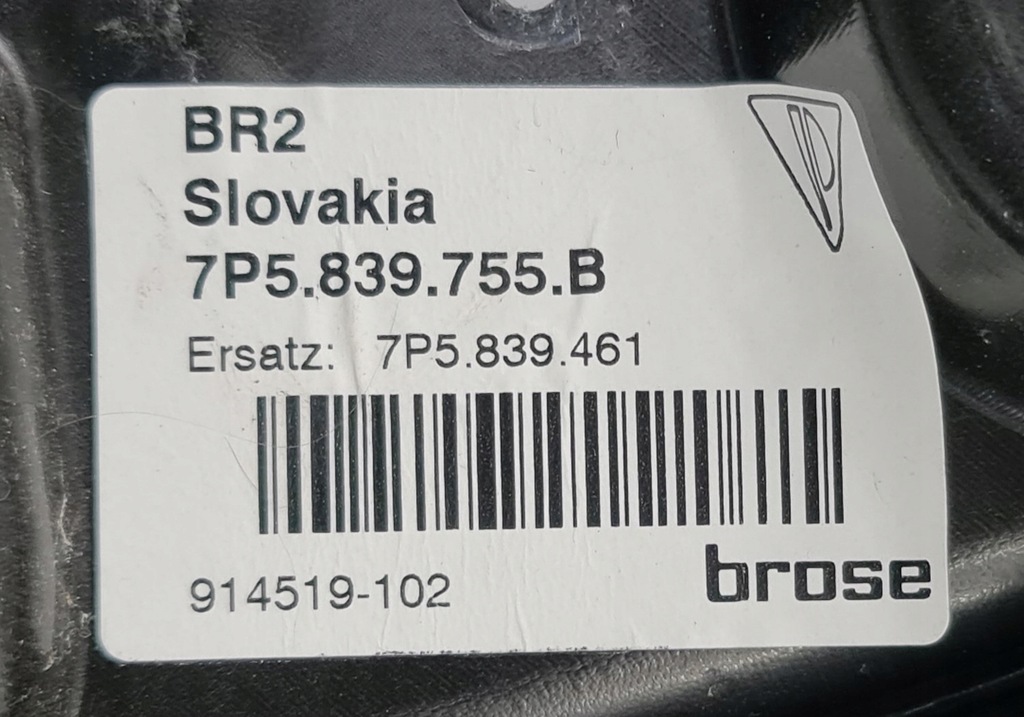 BR2
Slovakia
7P5.839.755.B
Ersatz: 7P5.839.461
914519-102
brose